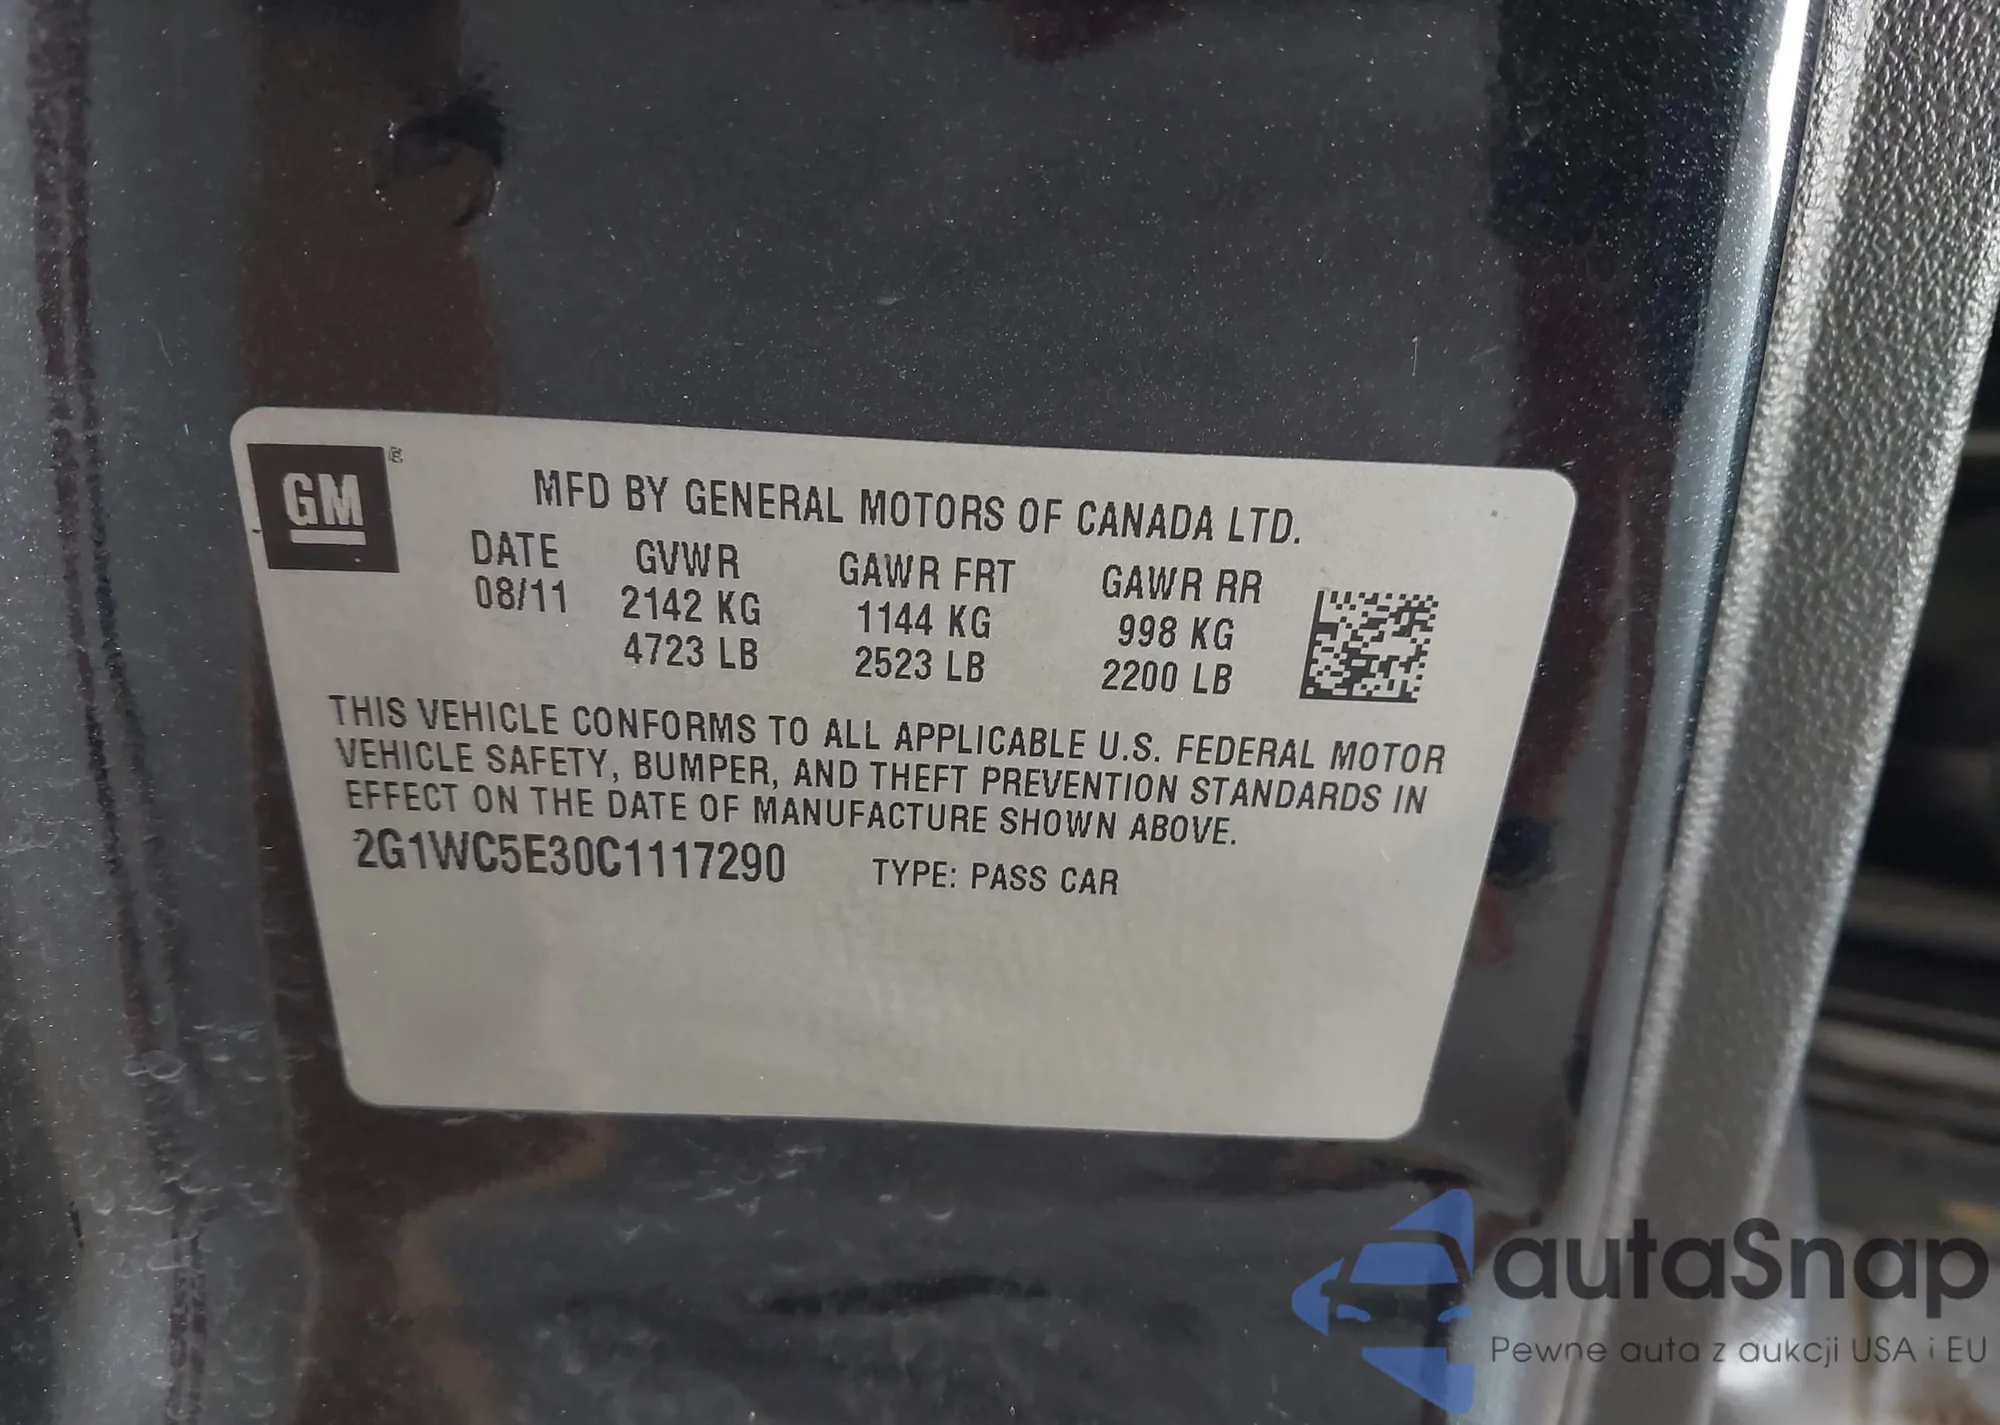 GM
MFD BY GENERAL MOTORS OF CANADA LTD.
DATE GVWR GAWR FRT GAWR RR
08/11 2142 KG 1144 KG 998 KG
4723 LB 2523 LB 2200 LB
THIS VEHICLE CONFORMS TO ALL APPLICABLE U.S. FEDERAL MOTOR
VEHICLE SAFETY, BUMPER, AND THEFT PREVENTION STANDARDS IN
EFFECT ON THE DATE OF MANUFACTURE SHOWN ABOVE.
2G1WC5E30C1117290 TYPE: PASS CAR
autaSnap
Pewne auta z aukcji USA i EU